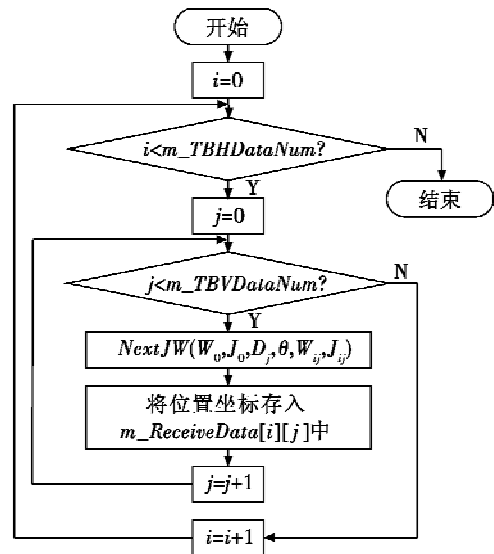 开始
i=0
i<m_TBHDataNum?
N
Y
结束
j=0
j<m_TBVDataNum?
N
Y
NextJW(W₀,J₀,Dⱼ,θ,Wᵢⱼ,Jᵢⱼ)
将位置坐标存入
m_ReceiveData[i][j]中
j=j+1
i=i+1